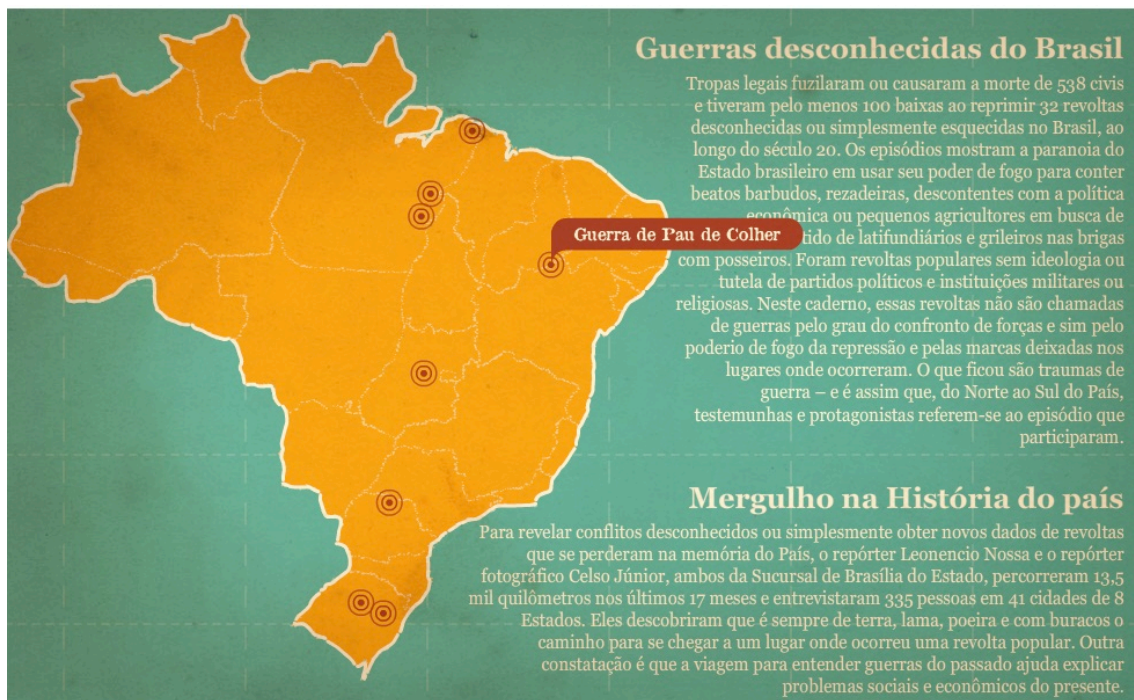 Guerras desconhecidas do Brasil
Tropas legais fuzilaram ou causaram a morte de 538 civis
e tiveram pelo menos 100 baixas ao reprimir 32 revoltas
desconhecidas ou simplesmente esquecidas no Brasil, ao
longo do século 20. Os episódios mostram a paranoia do
Estado brasileiro em usar seu poder de fogo para conter
beatos barbudos, rezadeiras, descontentes com a política
econômica ou pequenos agricultores em busca de
Guerra de Pau de Colher
tido de latifundiários e grileiros nas brigas
com posseiros. Foram revoltas populares sem ideologia ou
tutela de partidos políticos e instituições militares ou
religiosas. Neste caderno, essas revoltas não são chamadas
de guerras pelo grau do confronto de forças e sim pelo
poderio de fogo da repressão e pelas marcas deixadas nos
lugares onde ocorreram. O que ficou são traumas de
guerra – e é assim que, do Norte ao Sul do País,
testemunhas e protagonistas referem-se ao episódio que
participaram.
Mergulho na História do país
Para revelar conflitos desconhecidos ou simplesmente obter novos dados de revoltas
que se perderam na memória do País, o repórter Leonencio Nossa e o repórter
fotográfico Celso Júnior, ambos da Sucursal de Brasília do Estado, percorreram 13,5
mil quilômetros nos últimos 17 meses e entrevistaram 335 pessoas em 41 cidades de 8
Estados. Eles descobriram que é sempre de terra, lama, poeira e com buracos o
caminho para se chegar a um lugar onde ocorreu uma revolta popular. Outra
constatação é que a viagem para entender guerras do passado ajuda explicar
problemas sociais e econômicos do presente.